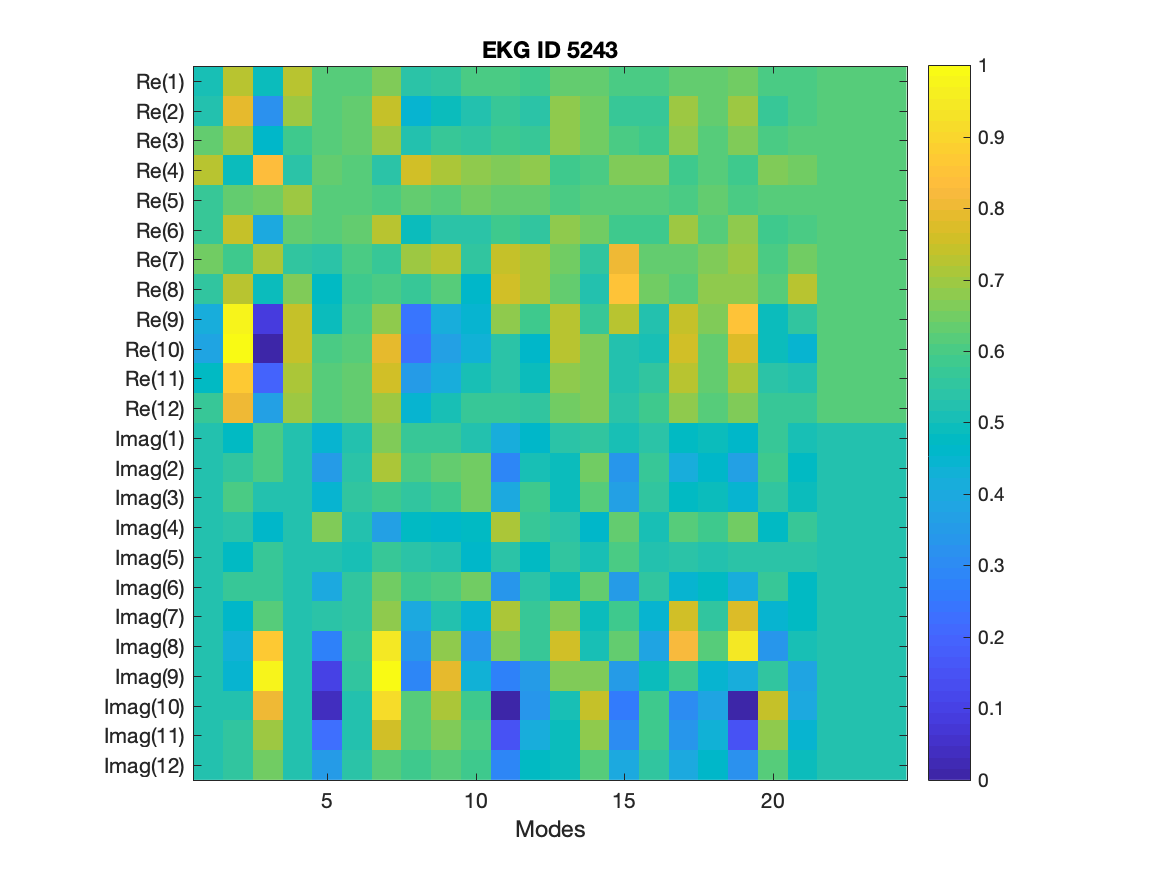 EKG ID 5243
Re(1)
Re(2)
Re(3)
Re(4)
Re(5)
Re(6)
Re(7)
Re(8)
Re(9)
Re(10)
Re(11)
Re(12)
Imag(1)
Imag(2)
Imag(3)
Imag(4)
Imag(5)
Imag(6)
Imag(7)
Imag(8)
Imag(9)
Imag(10)
Imag(11)
Imag(12)
5 10 15 20
Modes
1
0.9
0.8
0.7
0.6
0.5
0.4
0.3
0.2
0.1
0